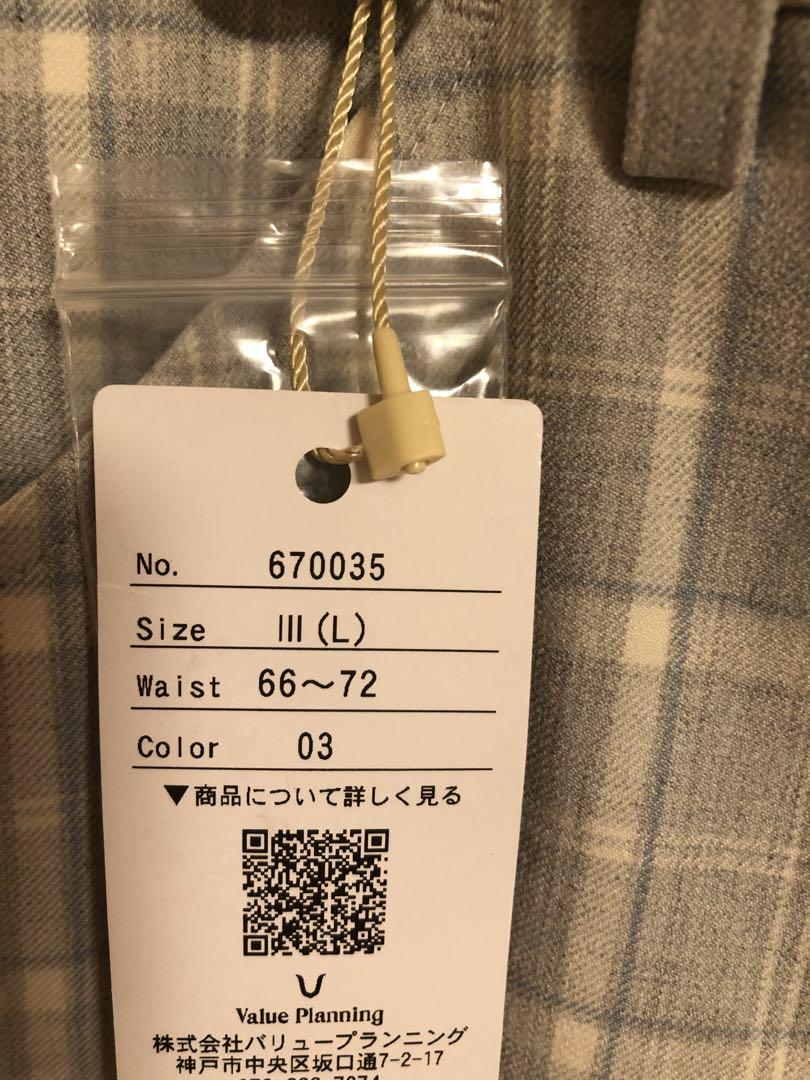 No. 670035
Size III (L)
Waist 66〜72
Color 03
▼商品について詳しく見る
Value Planning
株式会社バリュープランニング
神戸市中央区坂口通7-2-17